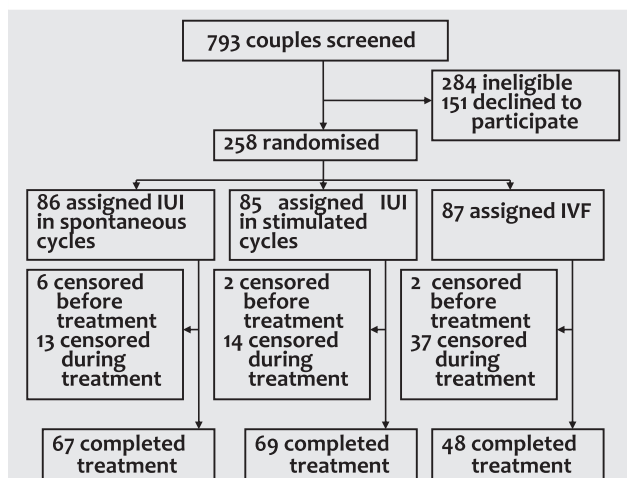 793 couples screened
284 ineligible
151 declined to
participate
258 randomised
86 assigned IUI
in spontaneous
cycles
85 assigned IUI
in stimulated
cycles
87 assigned IVF
6 censored
before
treatment
13 censored
during
treatment
2 censored
before
treatment
14 censored
during
treatment
2 censored
before
treatment
37 censored
during
treatment
67 completed
treatment
69 completed
treatment
48 completed
treatment